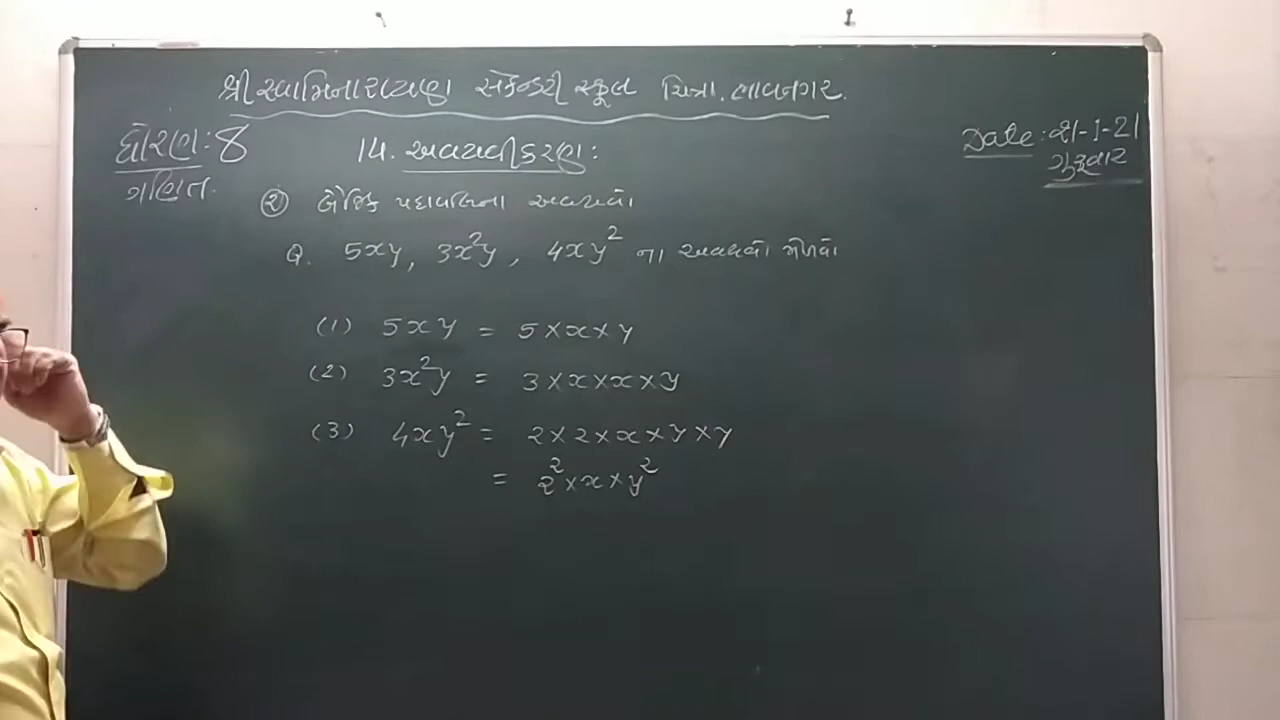 શ્રી સ્વામિનારાયણ સેકન્ડરી સ્કૂલ ચિત્રા, ભાવનગર.
ધોરણ: 8
14. અવયવીકરણ:
Date: 21-1-21
ગણિત.
ગુરૂવાર
(૨) બૈજિક પદાવલિના અવયવો
Q. 5xy, 3x²y, 4xy² ના અવયવો મેળવો
(1) 5xy = 5×x×y
(2) 3x²y = 3×x×x×y
(3) 4xy² = 2×2×x×y×y
= 2²×x×y²